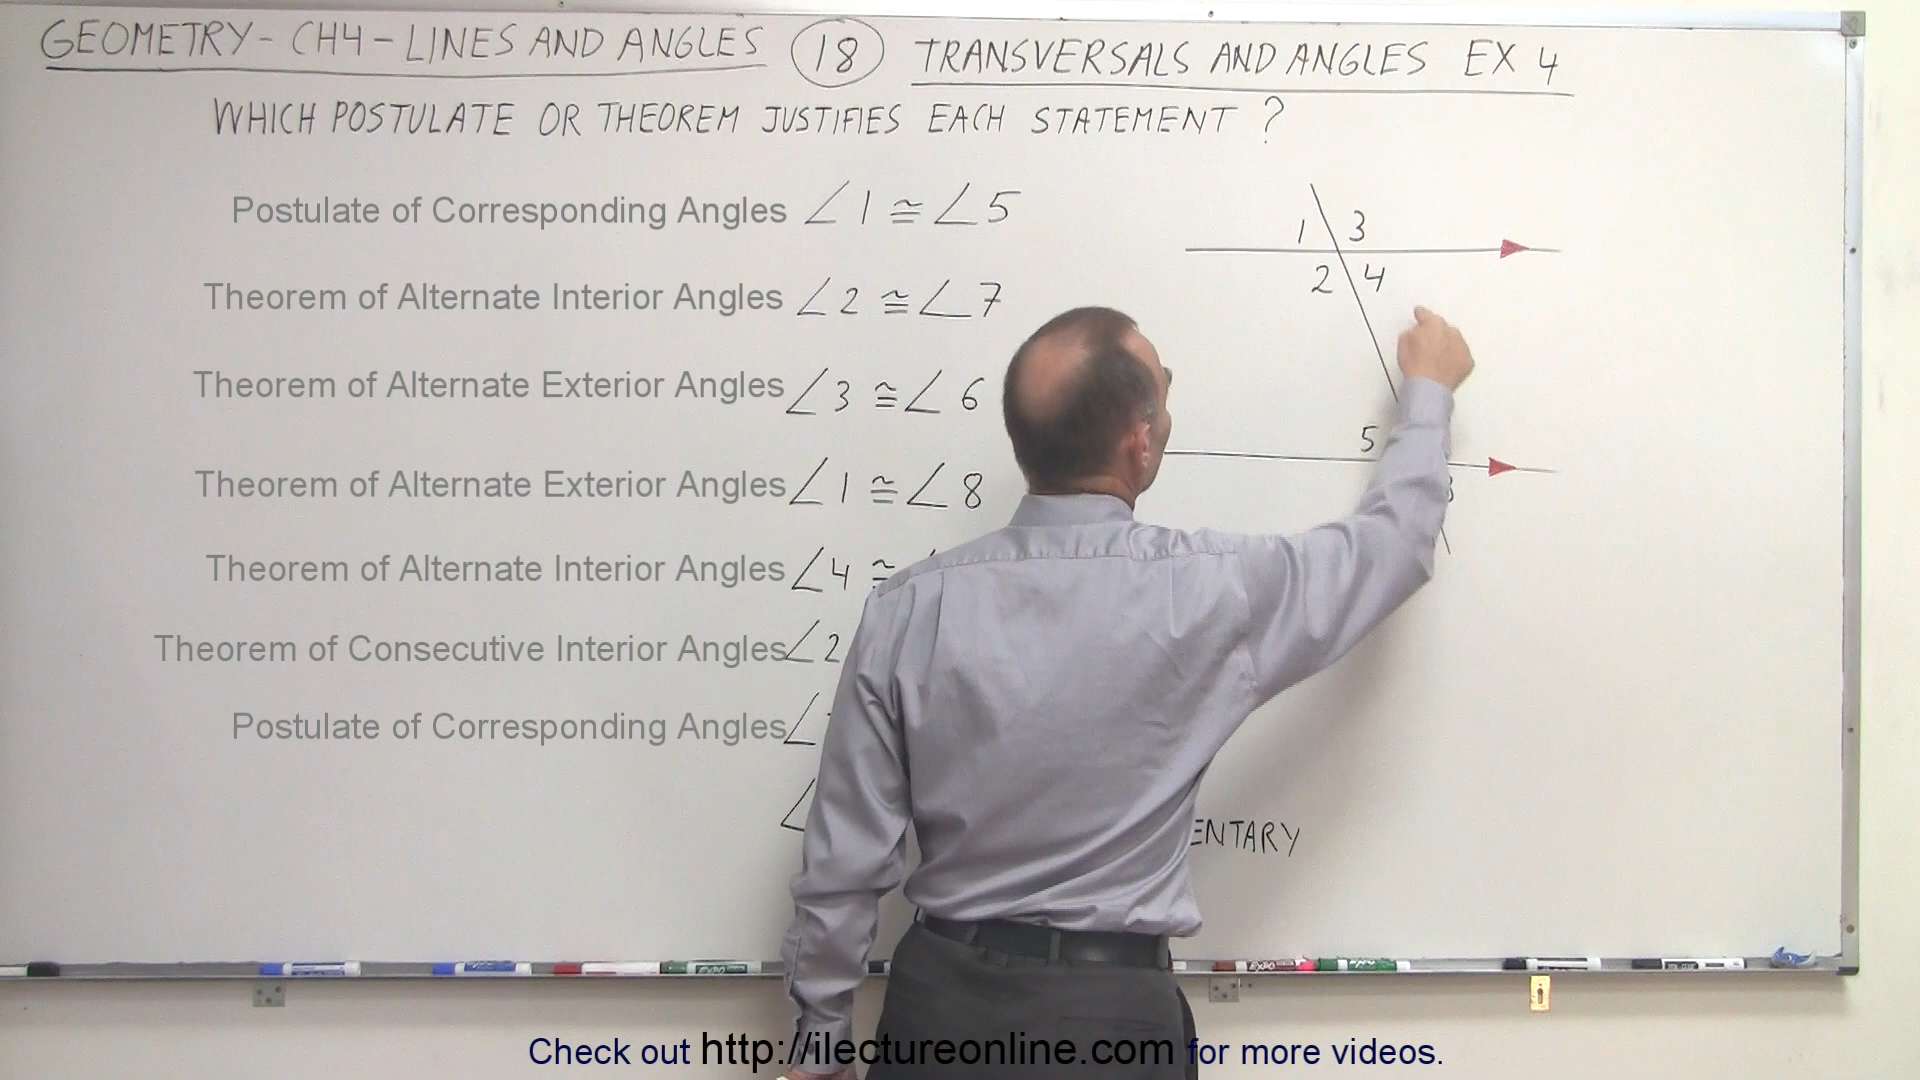 GEOMETRY - CH4 - LINES AND ANGLES 18 TRANSVERSALS AND ANGLES EX 4
WHICH POSTULATE OR THEOREM JUSTIFIES EACH STATEMENT ?
Postulate of Corresponding Angles ∠1 ≅ ∠5
Theorem of Alternate Interior Angles ∠2 ≅ ∠7
Theorem of Alternate Exterior Angles ∠3 ≅ ∠6
Theorem of Alternate Exterior Angles ∠1 ≅ ∠8
Theorem of Alternate Interior Angles ∠4 ≅
Theorem of Consecutive Interior Angles ∠2
Postulate of Corresponding Angles ∠
∠
1 3
2 4
5
Check out http://ilectureonline.com for more videos.